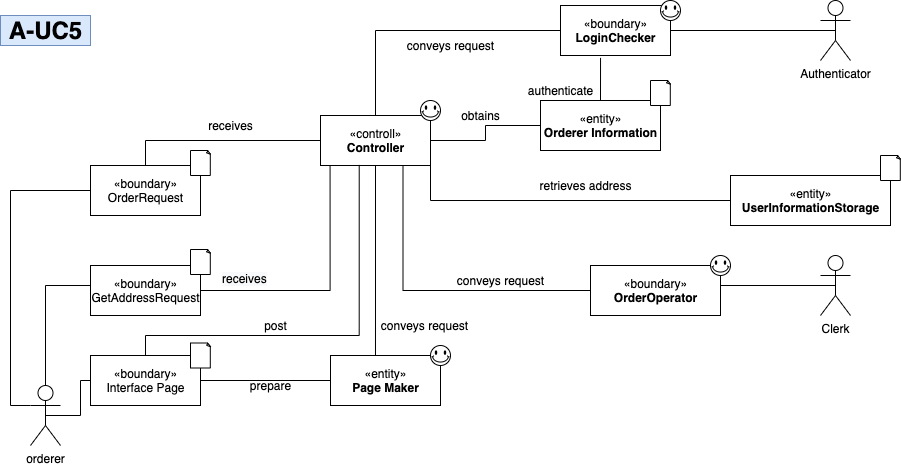 A-UC5
«boundary»
LoginChecker
conveys request
Authenticator
authenticate
«entity»
Orderer Information
obtains
«controll»
Controller
receives
«boundary»
OrderRequest
retrieves address
«entity»
UserInformationStorage
«boundary»
GetAddressRequest
receives
conveys request
«boundary»
OrderOperator
Clerk
post
conveys request
«boundary»
Interface Page
prepare
«entity»
Page Maker
orderer